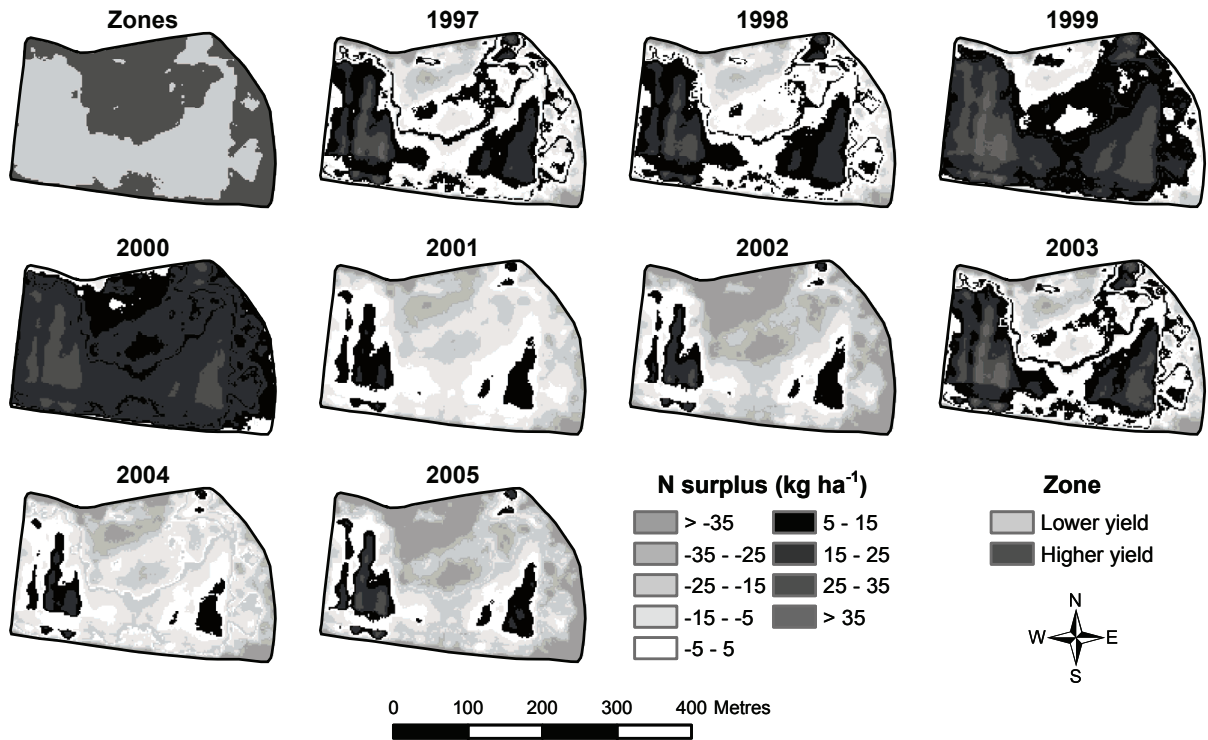 Zones 1997 1998 1999
2000 2001 2002 2003
2004 2005
N surplus (kg ha-1)
> -35
-35 - -25
-25 - -15
-15 - -5
-5 - 5
5 - 15
15 - 25
25 - 35
> 35
Zone
Lower yield
Higher yield
N
W E
S
0 100 200 300 400 Metres